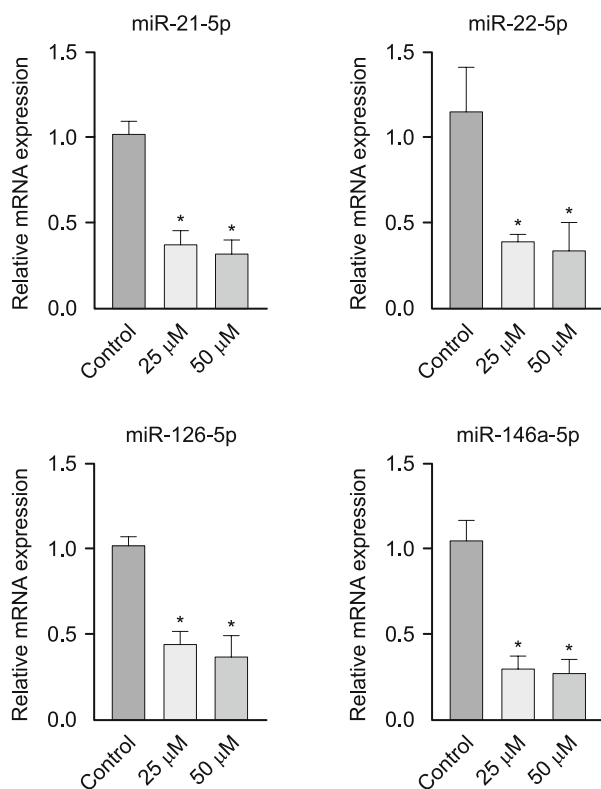 miR-21-5p
Relative mRNA expression
1.5
1.0
0.5
0.0
*
*
Control
25 μM
50 μM
miR-22-5p
Relative mRNA expression
1.5
1.0
0.5
0.0
*
*
Control
25 μM
50 μM
miR-126-5p
Relative mRNA expression
1.5
1.0
0.5
0.0
*
*
Control
25 μM
50 μM
miR-146a-5p
Relative mRNA expression
1.5
1.0
0.5
0.0
*
*
Control
25 μM
50 μM